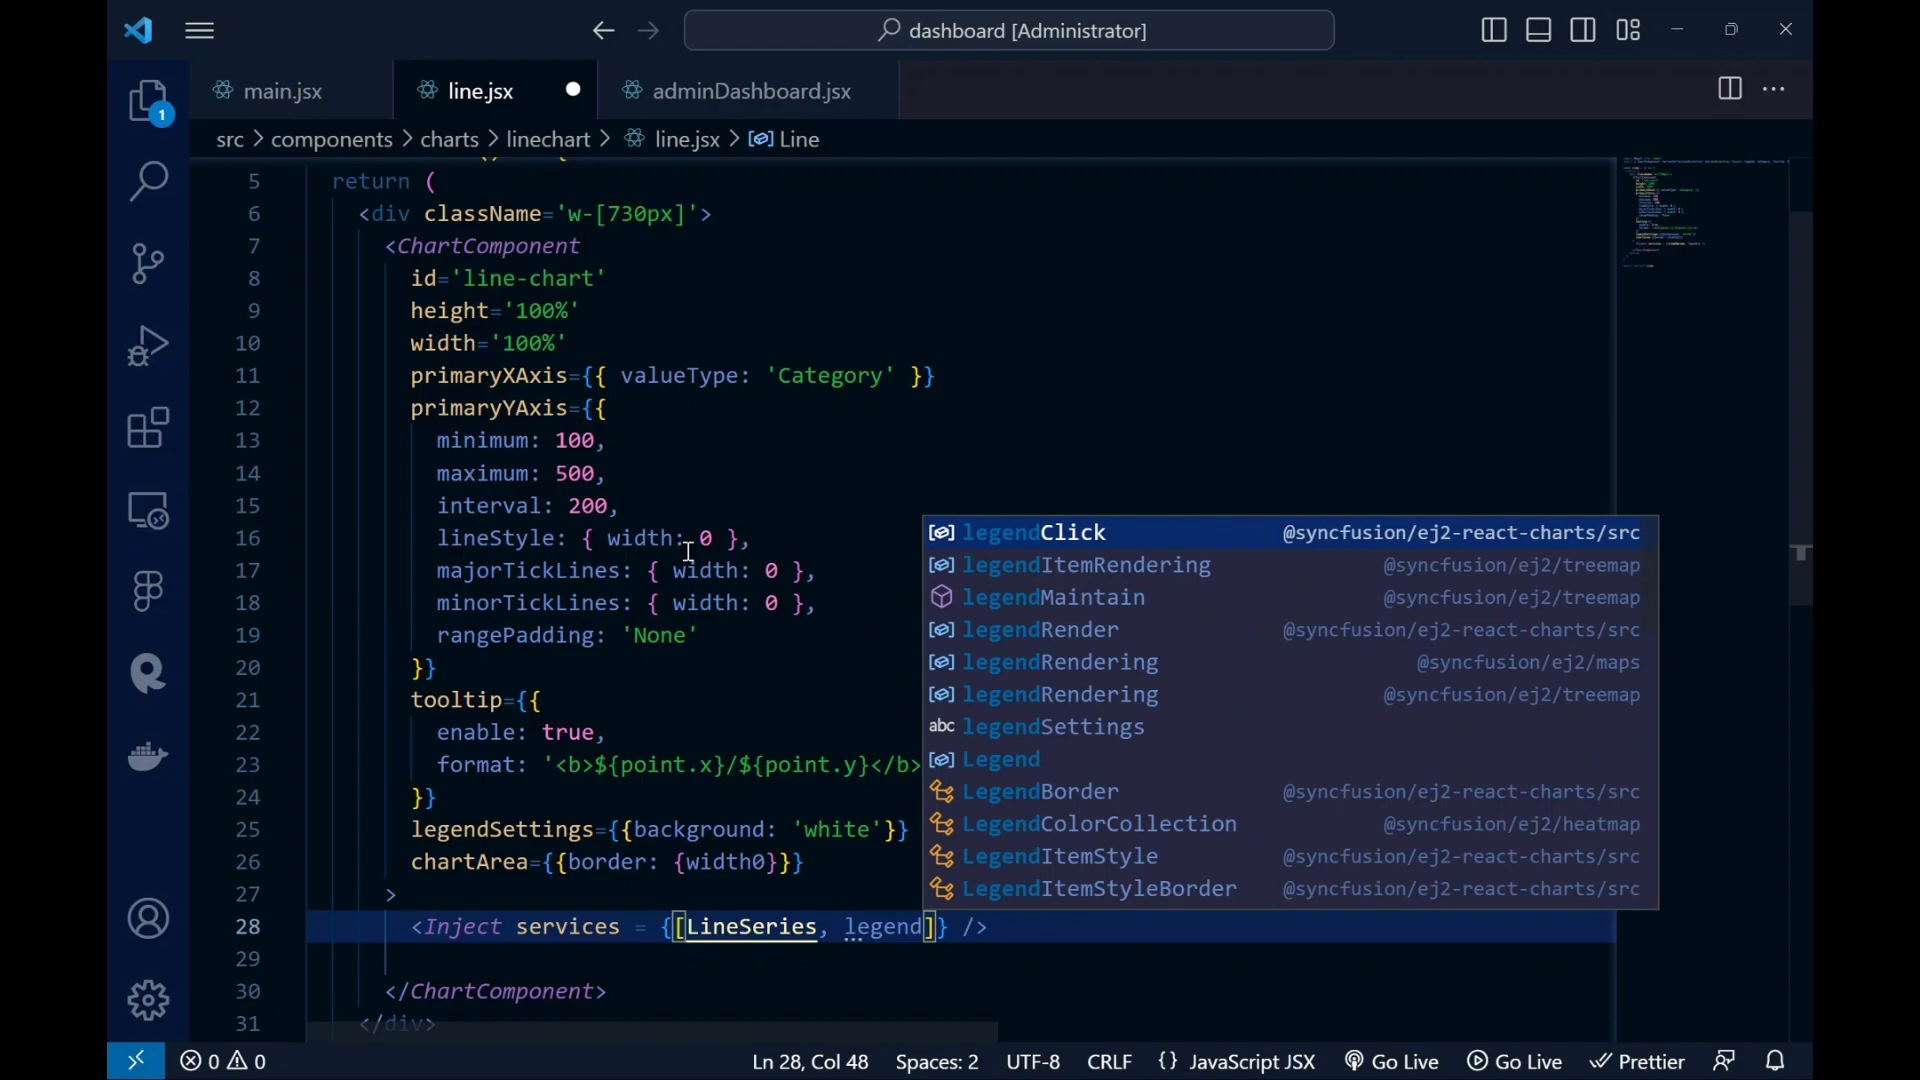 dashboard [Administrator]
main.jsx
line.jsx
adminDashboard.jsx
1
src > components > charts > linechart > line.jsx > Line
5 return (
6 <div className='w-[730px]'>
7 <ChartComponent
8 id='line-chart'
9 height='100%'
10 width='100%'
11 primaryXAxis={{ valueType: 'Category' }}
12 primaryYAxis={{
13 minimum: 100,
14 maximum: 500,
15 interval: 200,
16 lineStyle: { width: 0 },
17 majorTickLines: { width: 0 },
18 minorTickLines: { width: 0 },
19 rangePadding: 'None'
20 }}
21 tooltip={{
22 enable: true,
23 format: '<b>${point.x}/${point.y}</b>
24 }}
25 legendSettings={{background: 'white'}}
26 chartArea={{border: {width0}}}
27 >
28 <Inject services = {[LineSeries, legend]} />
29
30 </ChartComponent>
31 </div>
legendClick @syncfusion/ej2-react-charts/src
legendItemRendering @syncfusion/ej2/treemap
legendMaintain @syncfusion/ej2/treemap
legendRender @syncfusion/ej2-react-charts/src
legendRendering @syncfusion/ej2/maps
legendRendering @syncfusion/ej2/treemap
abc legendSettings
Legend
LegendBorder @syncfusion/ej2-react-charts/src
LegendColorCollection @syncfusion/ej2/heatmap
LegendItemStyle @syncfusion/ej2-react-charts/src
LegendItemStyleBorder @syncfusion/ej2-react-charts/src
0 0 Ln 28, Col 48 Spaces: 2 UTF-8 CRLF {} JavaScript JSX Go Live Go Live Prettier